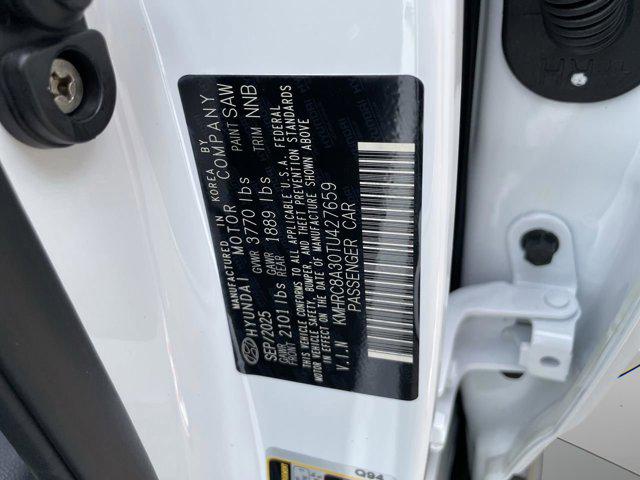 MANUFACTURED IN KOREA BY
HYUNDAI MOTOR COMPANY
SEP/2025 GVWR 3770 lbs PAINT SAW
GAWR FRONT 2101 lbs GAWR REAR 1889 lbs TRIM NNB
THIS VEHICLE CONFORMS TO ALL APPLICABLE U.S.A. FEDERAL
MOTOR VEHICLE SAFETY, BUMPER, AND THEFT PREVENTION STANDARDS
IN EFFECT ON THE DATE OF MANUFACTURE SHOWN ABOVE
V.I.N KMHRC8A30TU427659
PASSENGER CAR
Q94